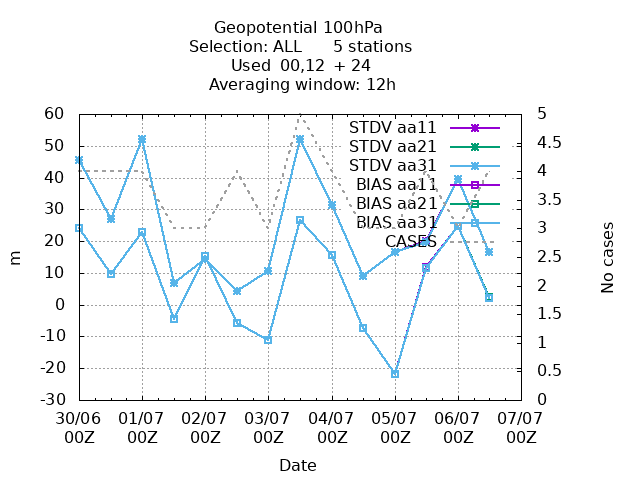 Geopotential 100hPa
Selection: ALL 5 stations
Used 00,12 + 24
Averaging window: 12h
60
50
40
30
20
10
0
-10
-20
-30
m
STDV aa11
STDV aa21
STDV aa31
BIAS aa11
BIAS aa21
BIAS aa31
CASES
5
4.5
4
3.5
3
2.5
2
1.5
1
0.5
0
No cases
30/06 01/07 02/07 03/07 04/07 05/07 06/07 07/07
00Z 00Z 00Z 00Z 00Z 00Z 00Z 00Z
Date